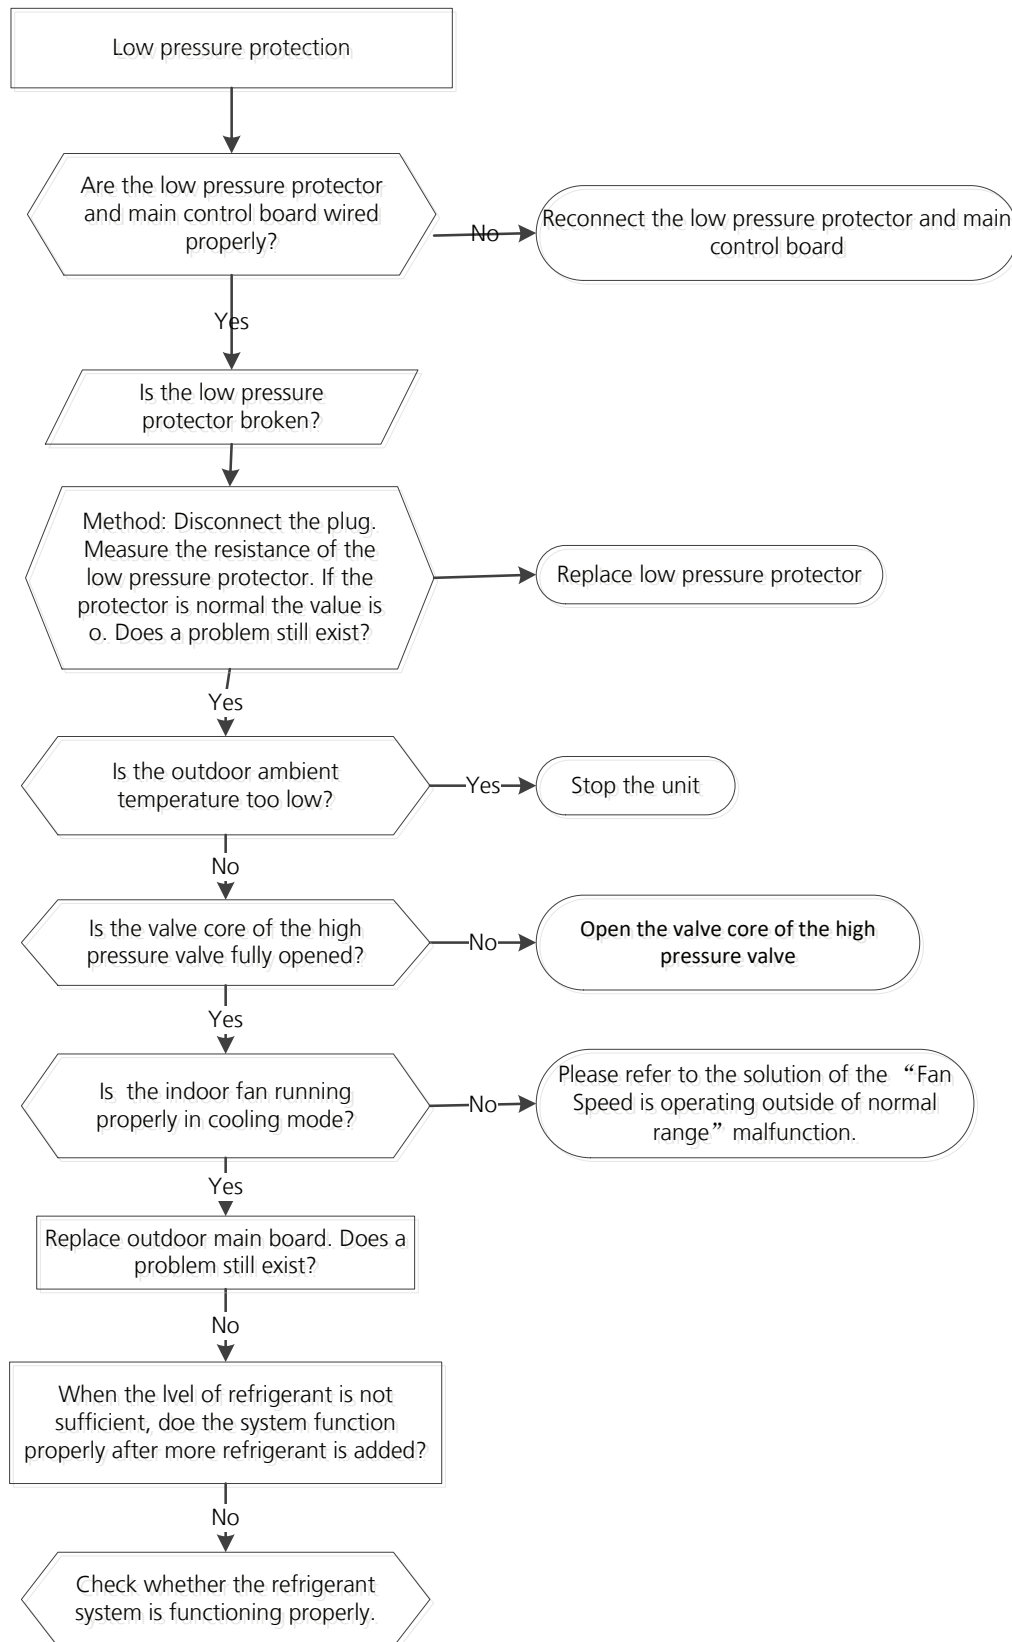 Low pressure protection
Are the low pressure protector
and main control board wired
properly?
No
Reconnect the low pressure protector and main
control board
Yes
Is the low pressure
protector broken?
Method: Disconnect the plug.
Measure the resistance of the
low pressure protector. If the
protector is normal the value is
o. Does a problem still exist?
Replace low pressure protector
Yes
Is the outdoor ambient
temperature too low?
Yes
Stop the unit
No
Is the valve core of the high
pressure valve fully opened?
No
Open the valve core of the high
pressure valve
Yes
Is  the indoor fan running
properly in cooling mode?
No
Please refer to the solution of the “Fan
Speed is operating outside of normal
range” malfunction.
Yes
Replace outdoor main board. Does a
problem still exist?
No
When the lvel of refrigerant is not
sufficient, doe the system function
properly after more refrigerant is added?
No
Check whether the refrigerant
system is functioning properly.